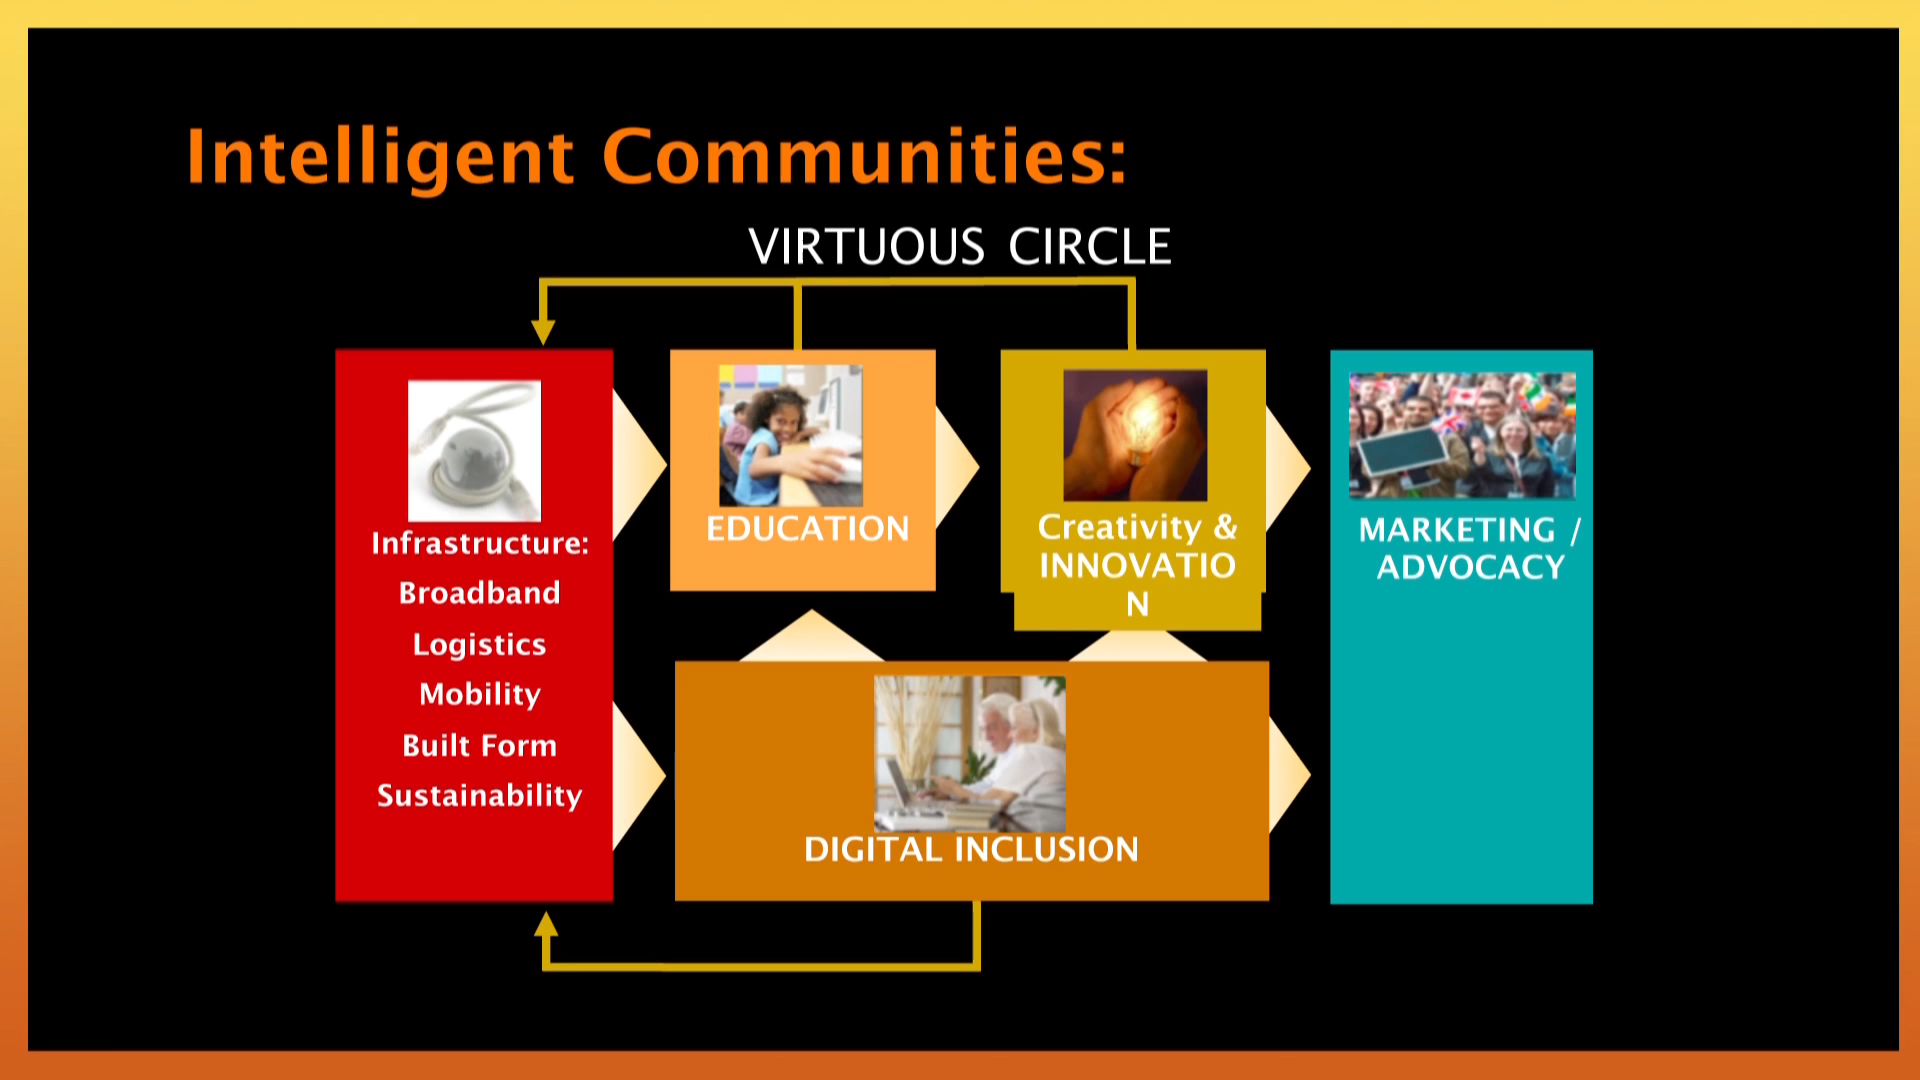 Intelligent Communities:
VIRTUOUS CIRCLE
Infrastructure:
Broadband
Logistics
Mobility
Built Form
Sustainability
EDUCATION
Creativity &
INNOVATIO
N
MARKETING /
ADVOCACY
DIGITAL INCLUSION